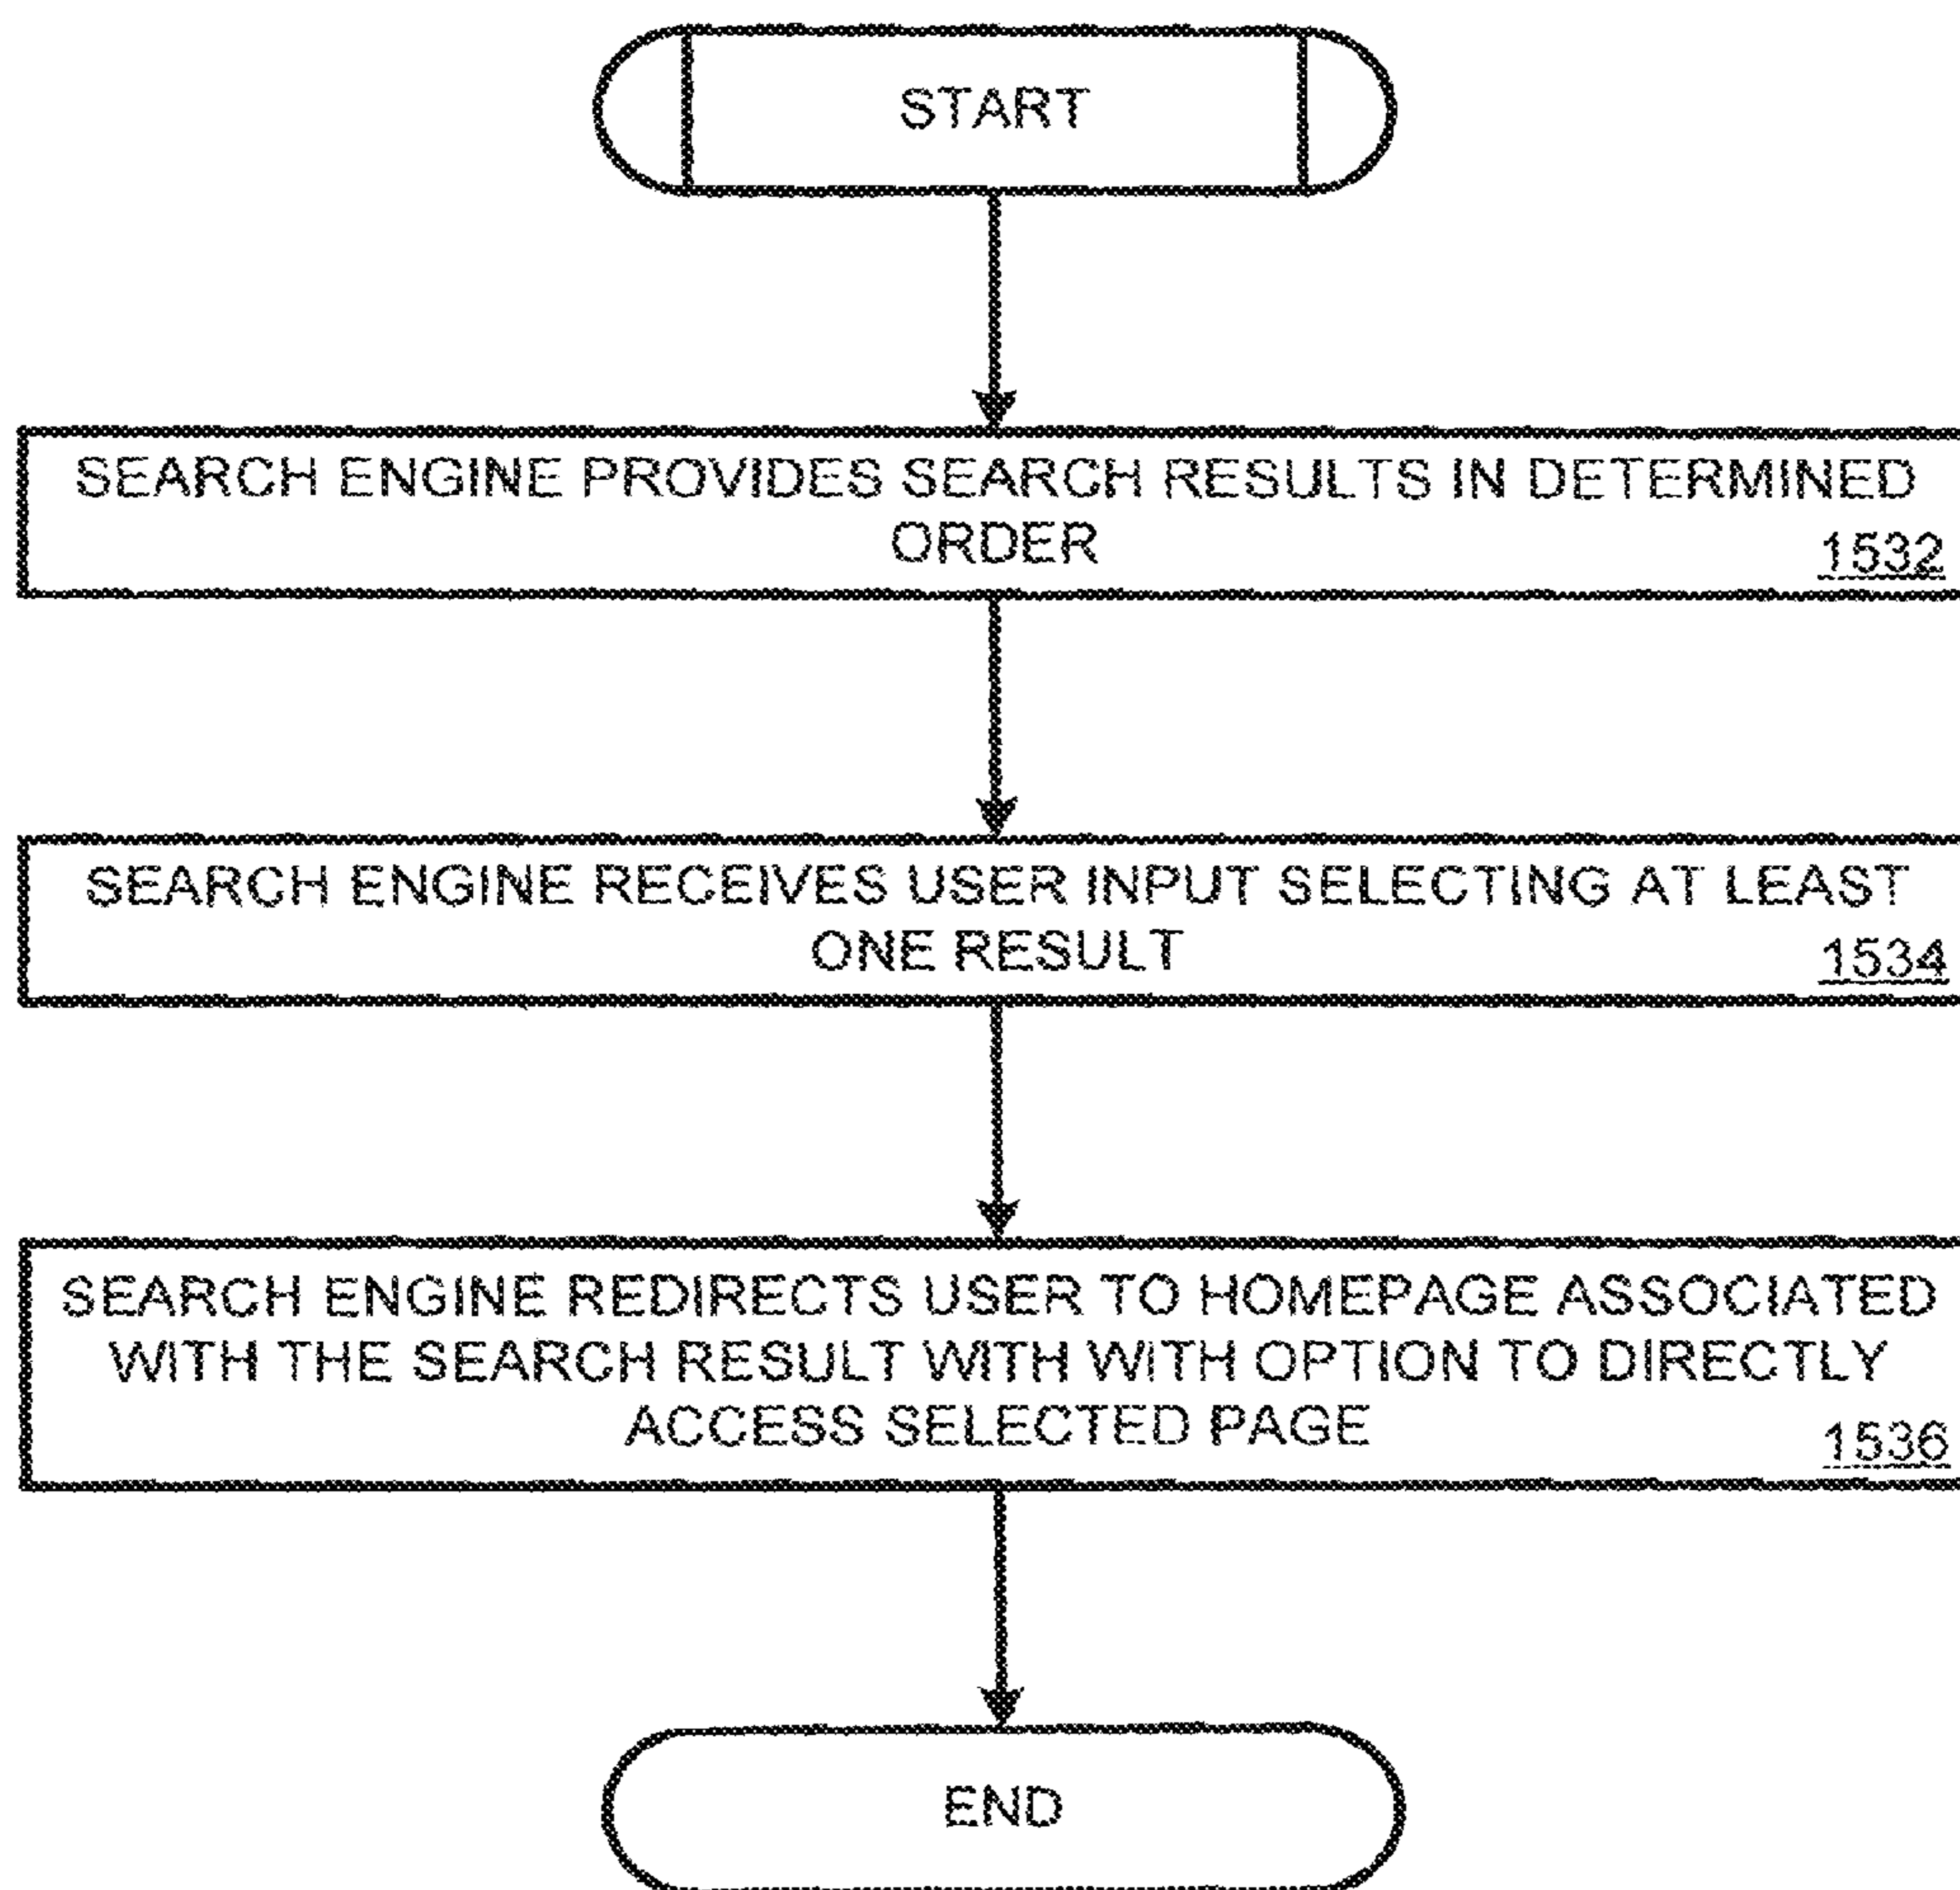 START
SEARCH ENGINE PROVIDES SEARCH RESULTS IN DETERMINED
ORDER
1532
SEARCH ENGINE RECEIVES USER INPUT SELECTING AT LEAST
ONE RESULT
1534
SEARCH ENGINE REDIRECTS USER TO HOMEPAGE ASSOCIATED
WITH THE SEARCH RESULT WITH WITH OPTION TO DIRECTLY
ACCESS SELECTED PAGE
1536
END